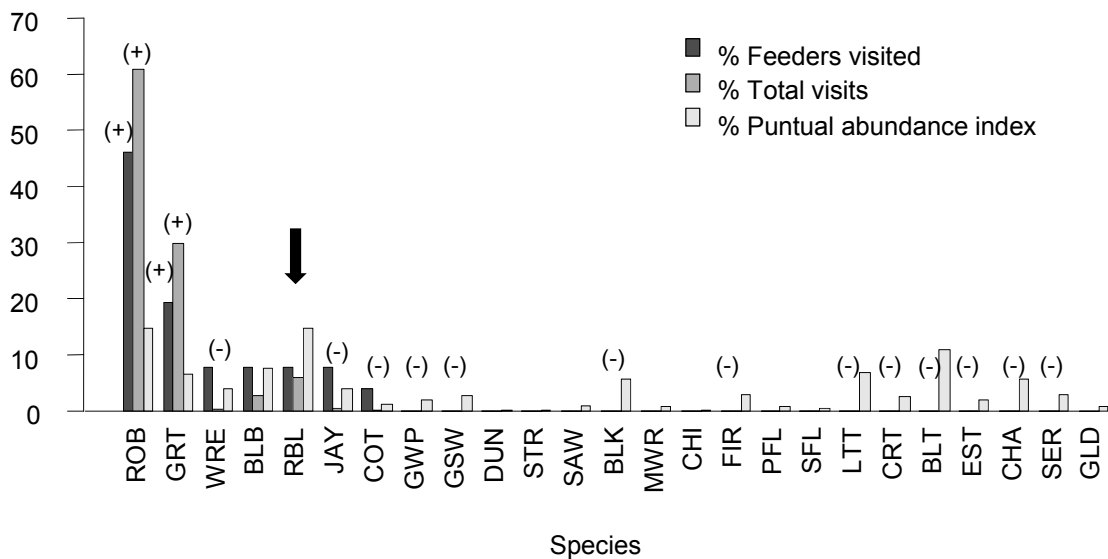 70
60
50
40
30
20
10
0
(+)
(+)
(+)
(+)
(-)
(-)
(-)
(-)
(-)
(-)
(-)
(-)
(-)
(-)
(-)
(-)
(-)
% Feeders visited
% Total visits
% Puntual abundance index
ROB
GRT
WRE
BLB
RBL
JAY
COT
GWP
GSW
DUN
STR
SAW
BLK
MWR
CHI
FIR
PFL
SFL
LTT
CRT
BLT
EST
CHA
SER
GLD
Species